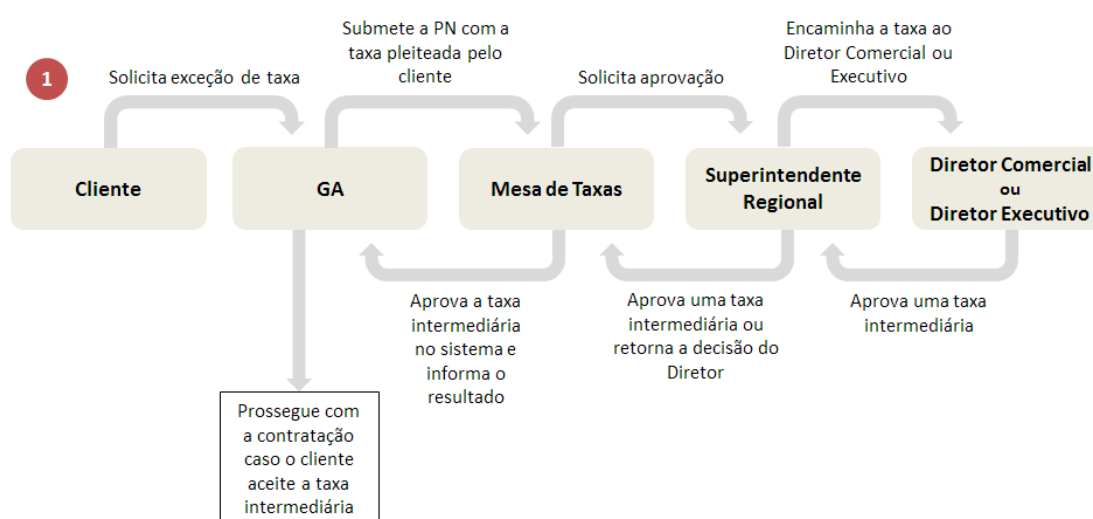 1
Solicita exceção de taxa
Submete a PN com a
taxa pleiteada pelo
cliente
Solicita aprovação
Encaminha a taxa ao
Diretor Comercial ou
Executivo
Cliente
GA
Mesa de Taxas
Superintendente
Regional
Diretor Comercial
ou
Diretor Executivo
Aprova a taxa
intermediária
no sistema e
informa o
resultado
Aprova uma taxa
intermediária ou
retorna a decisão do
Diretor
Aprova uma taxa
intermediária
Prossegue com
a contratação
caso o cliente
aceite a taxa
intermediária